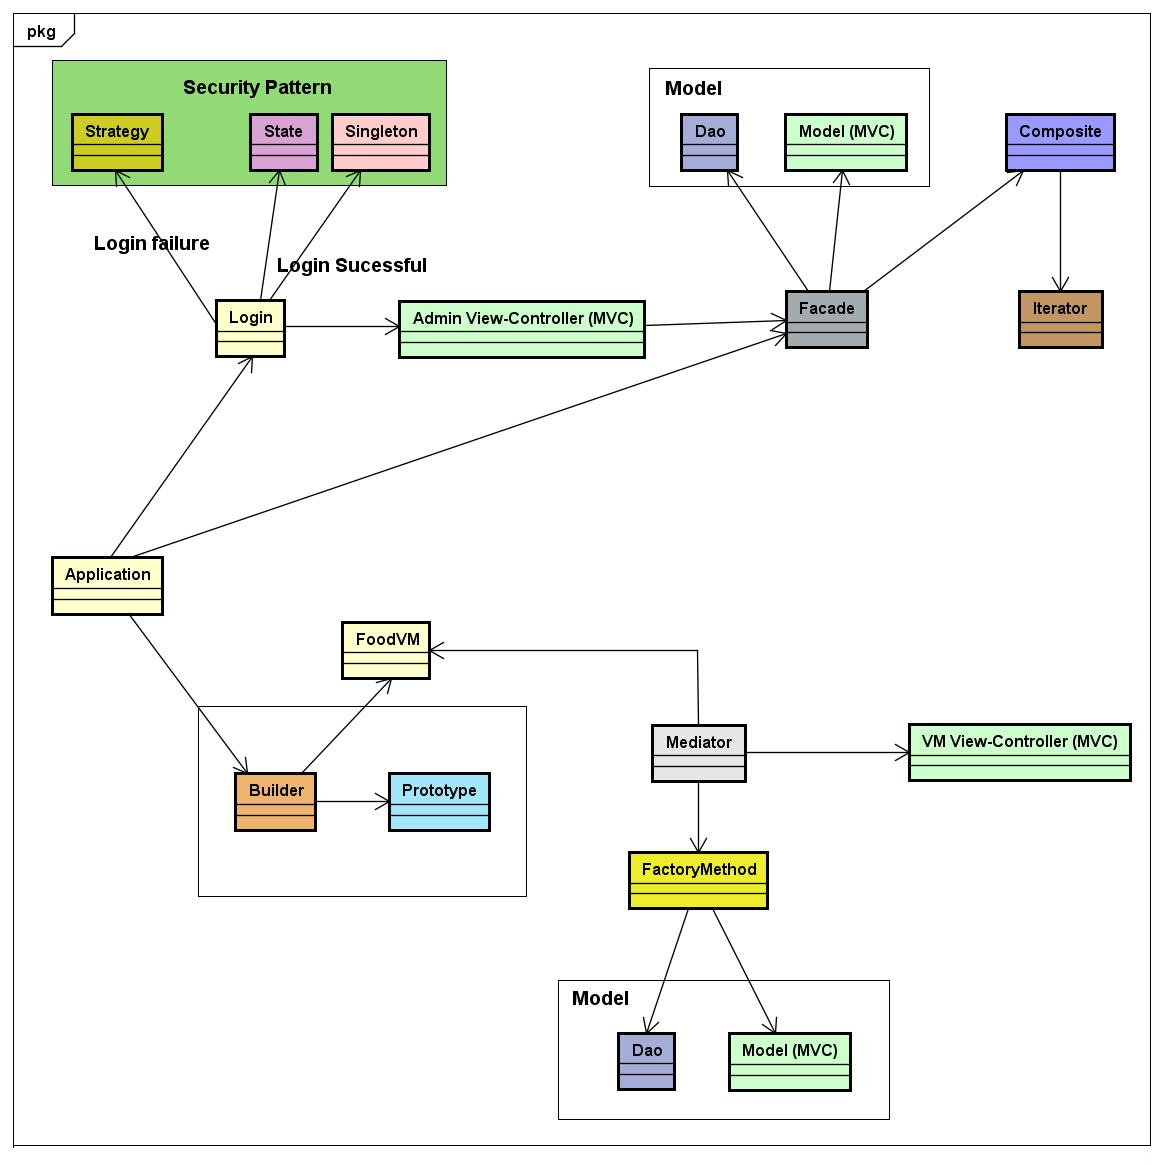 pkg
Security Pattern
Model
Strategy
State
Singleton
Dao
Model (MVC)
Composite
Login failure
Login Sucessful
Login
Admin View-Controller (MVC)
Facade
Iterator
Application
FoodVM
Mediator
VM View-Controller (MVC)
Builder
Prototype
FactoryMethod
Model
Dao
Model (MVC)